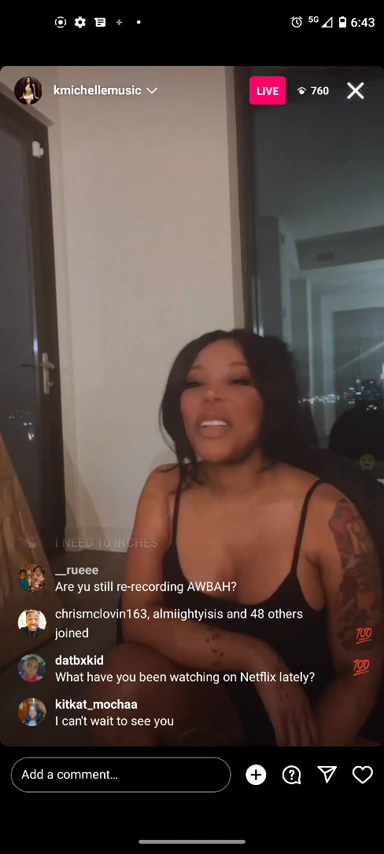 5G
6:43
kmichellemusic
LIVE
760
I NEED 10 INCHES
__rueee
Are yu still re-recording AWBAH?
chrismclovin163, almiightyisis and 48 others
joined
datbxkid
What have you been watching on Netflix lately?
kitkat_mochaa
I can't wait to see you
100
100
Add a comment...